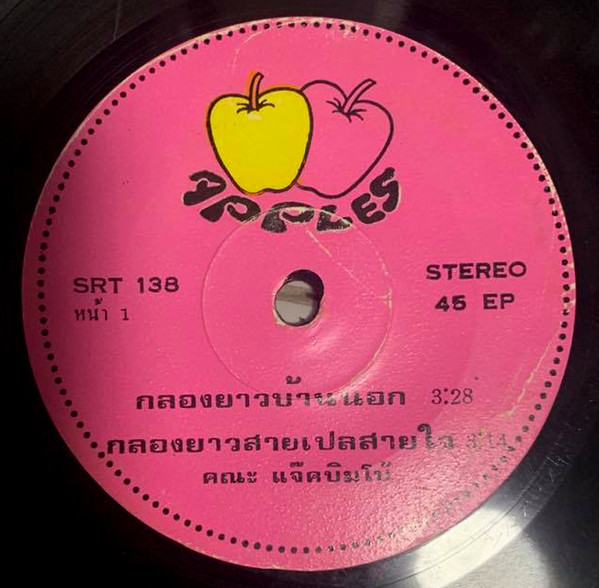 APPLES
SRT 138
หน้า 1
STEREO
45 EP
กลองยาวบ้านนอก 3:28
กลองยาวสายเปลสายใจ 3:14
คณะ แจ๊คบิมโบ้